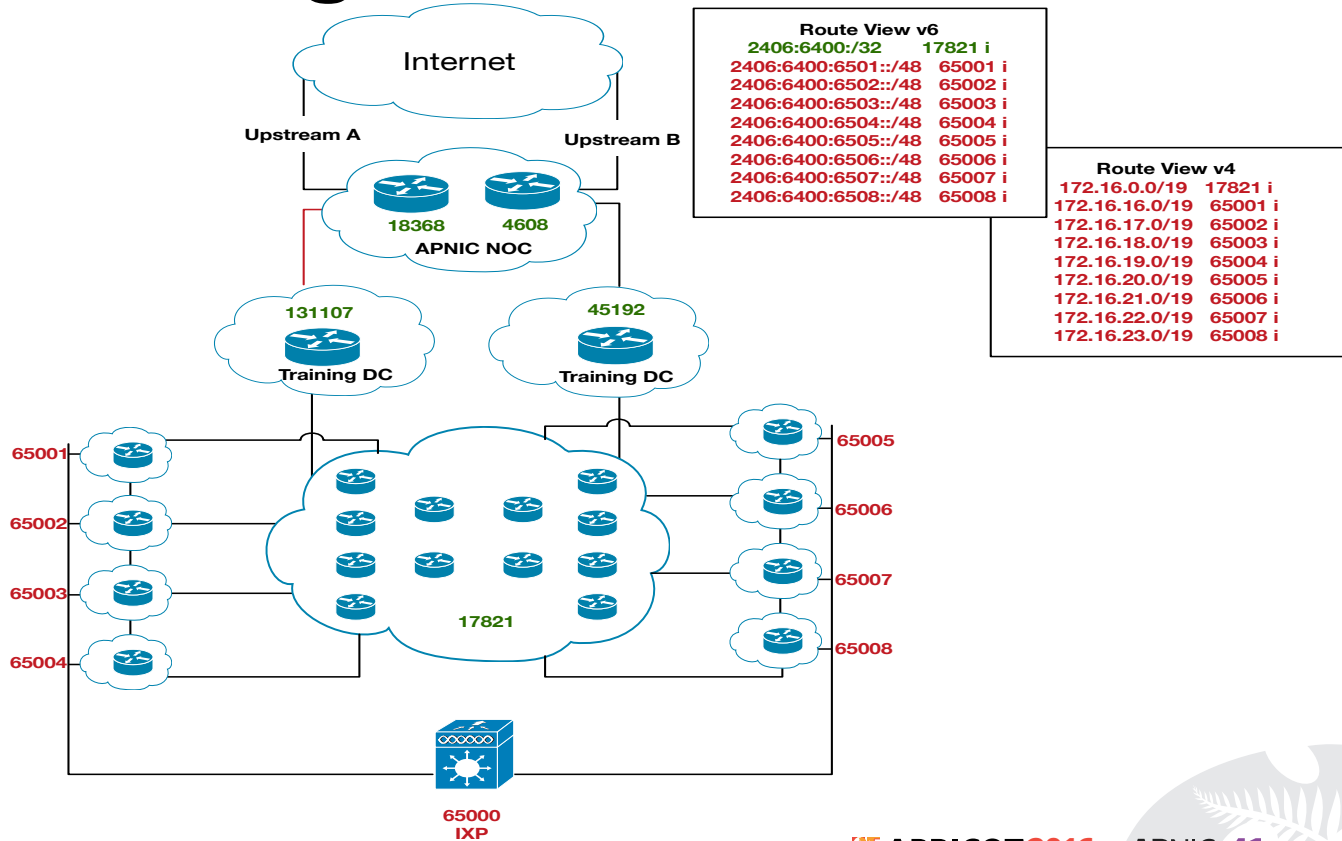 Internet
Upstream A
Upstream B
18368
4608
APNIC NOC
131107
Training DC
45192
Training DC
65001
65002
65003
65004
65005
65006
65007
65008
17821
65000
IXP
Route View v6
2406:6400:/32 17821 i
2406:6400:6501::/48 65001 i
2406:6400:6502::/48 65002 i
2406:6400:6503::/48 65003 i
2406:6400:6504::/48 65004 i
2406:6400:6505::/48 65005 i
2406:6400:6506::/48 65006 i
2406:6400:6507::/48 65007 i
2406:6400:6508::/48 65008 i
Route View v4
172.16.0.0/19 17821 i
172.16.16.0/19 65001 i
172.16.17.0/19 65002 i
172.16.18.0/19 65003 i
172.16.19.0/19 65004 i
172.16.20.0/19 65005 i
172.16.21.0/19 65006 i
172.16.22.0/19 65007 i
172.16.23.0/19 65008 i